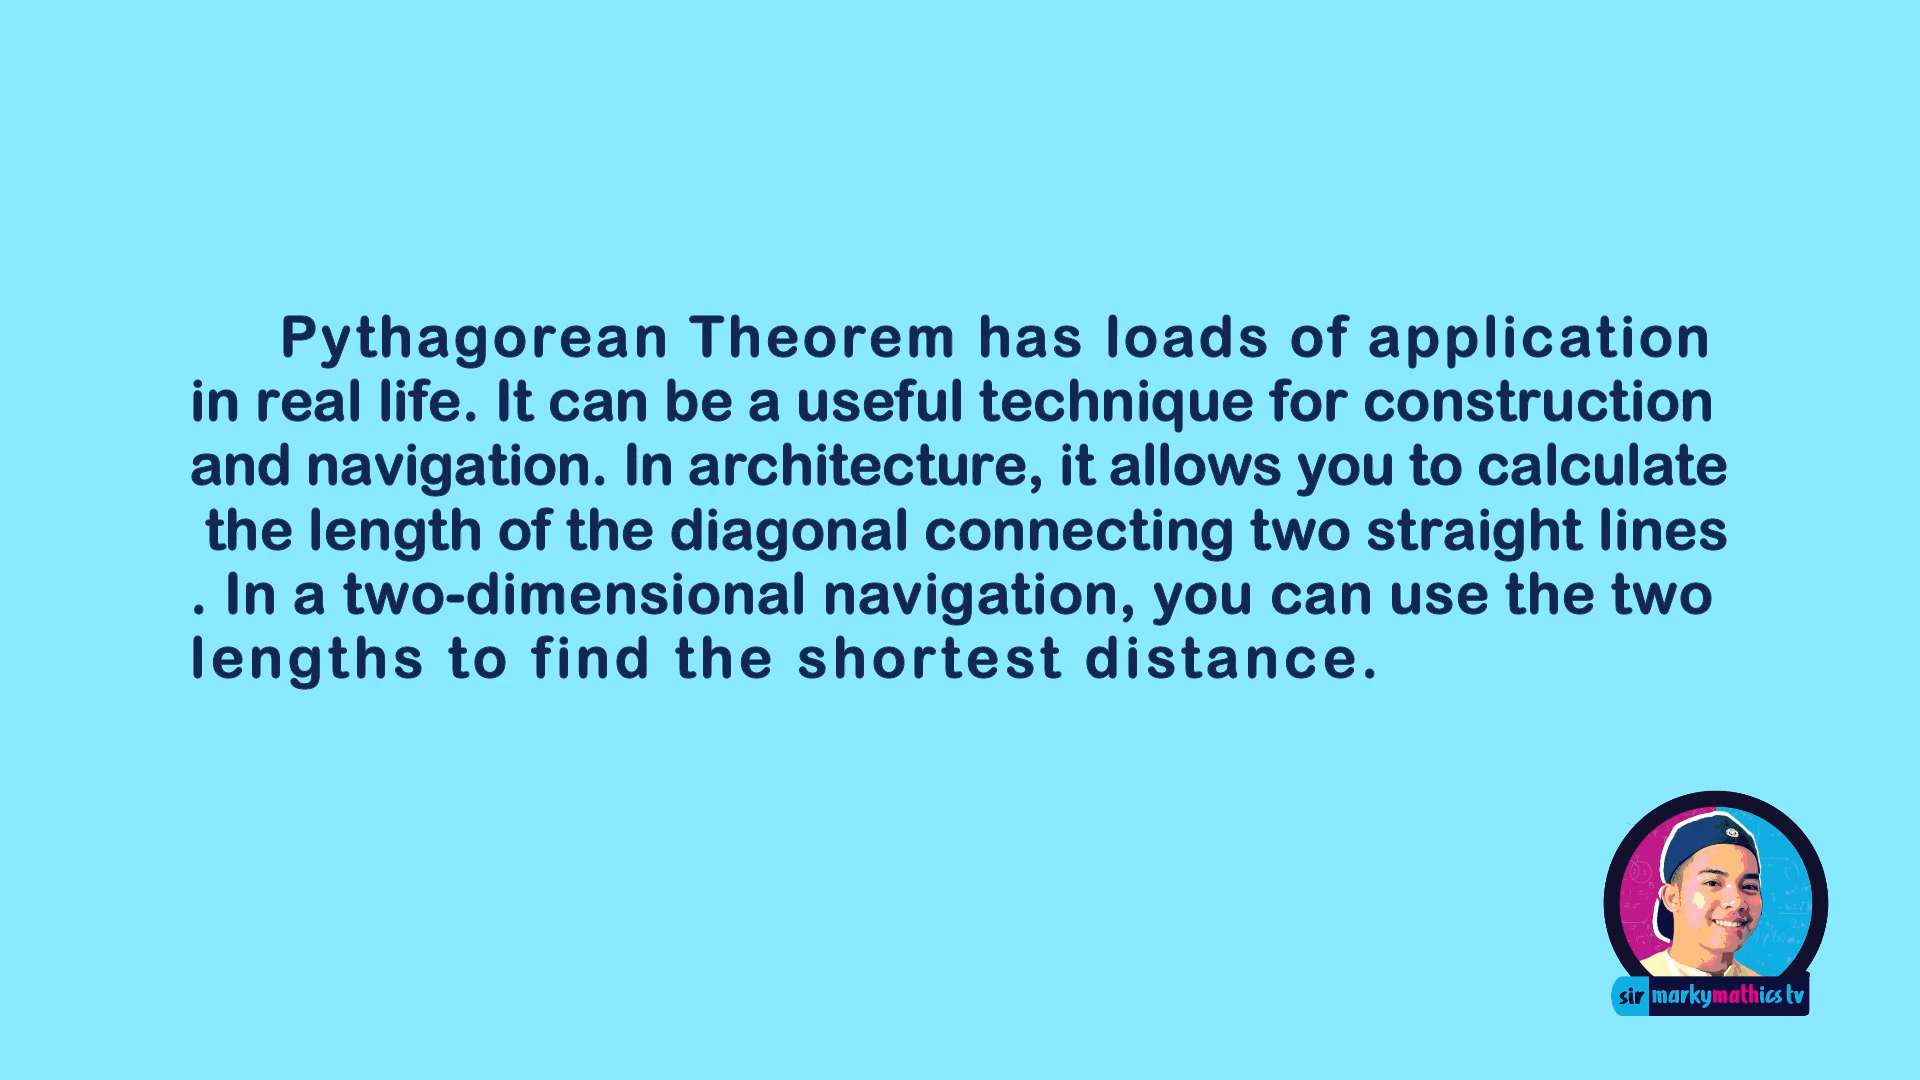 Pythagorean Theorem has loads of application
in real life. It can be a useful technique for construction
and navigation. In architecture, it allows you to calculate
the length of the diagonal connecting two straight lines
. In a two-dimensional navigation, you can use the two
lengths to find the shortest distance.
sir markymathics tv